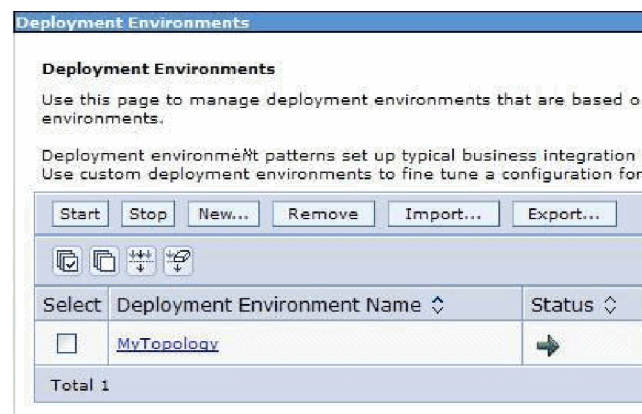 Deployment Environments
Deployment Environments
Use this page to manage deployment environments that are based o
environments.
Deployment environment patterns set up typical business integration
Use custom deployment environments to fine tune a configuration for
Start Stop New... Remove Import... Export...
Select Deployment Environment Name Status
MyTopology
Total 1